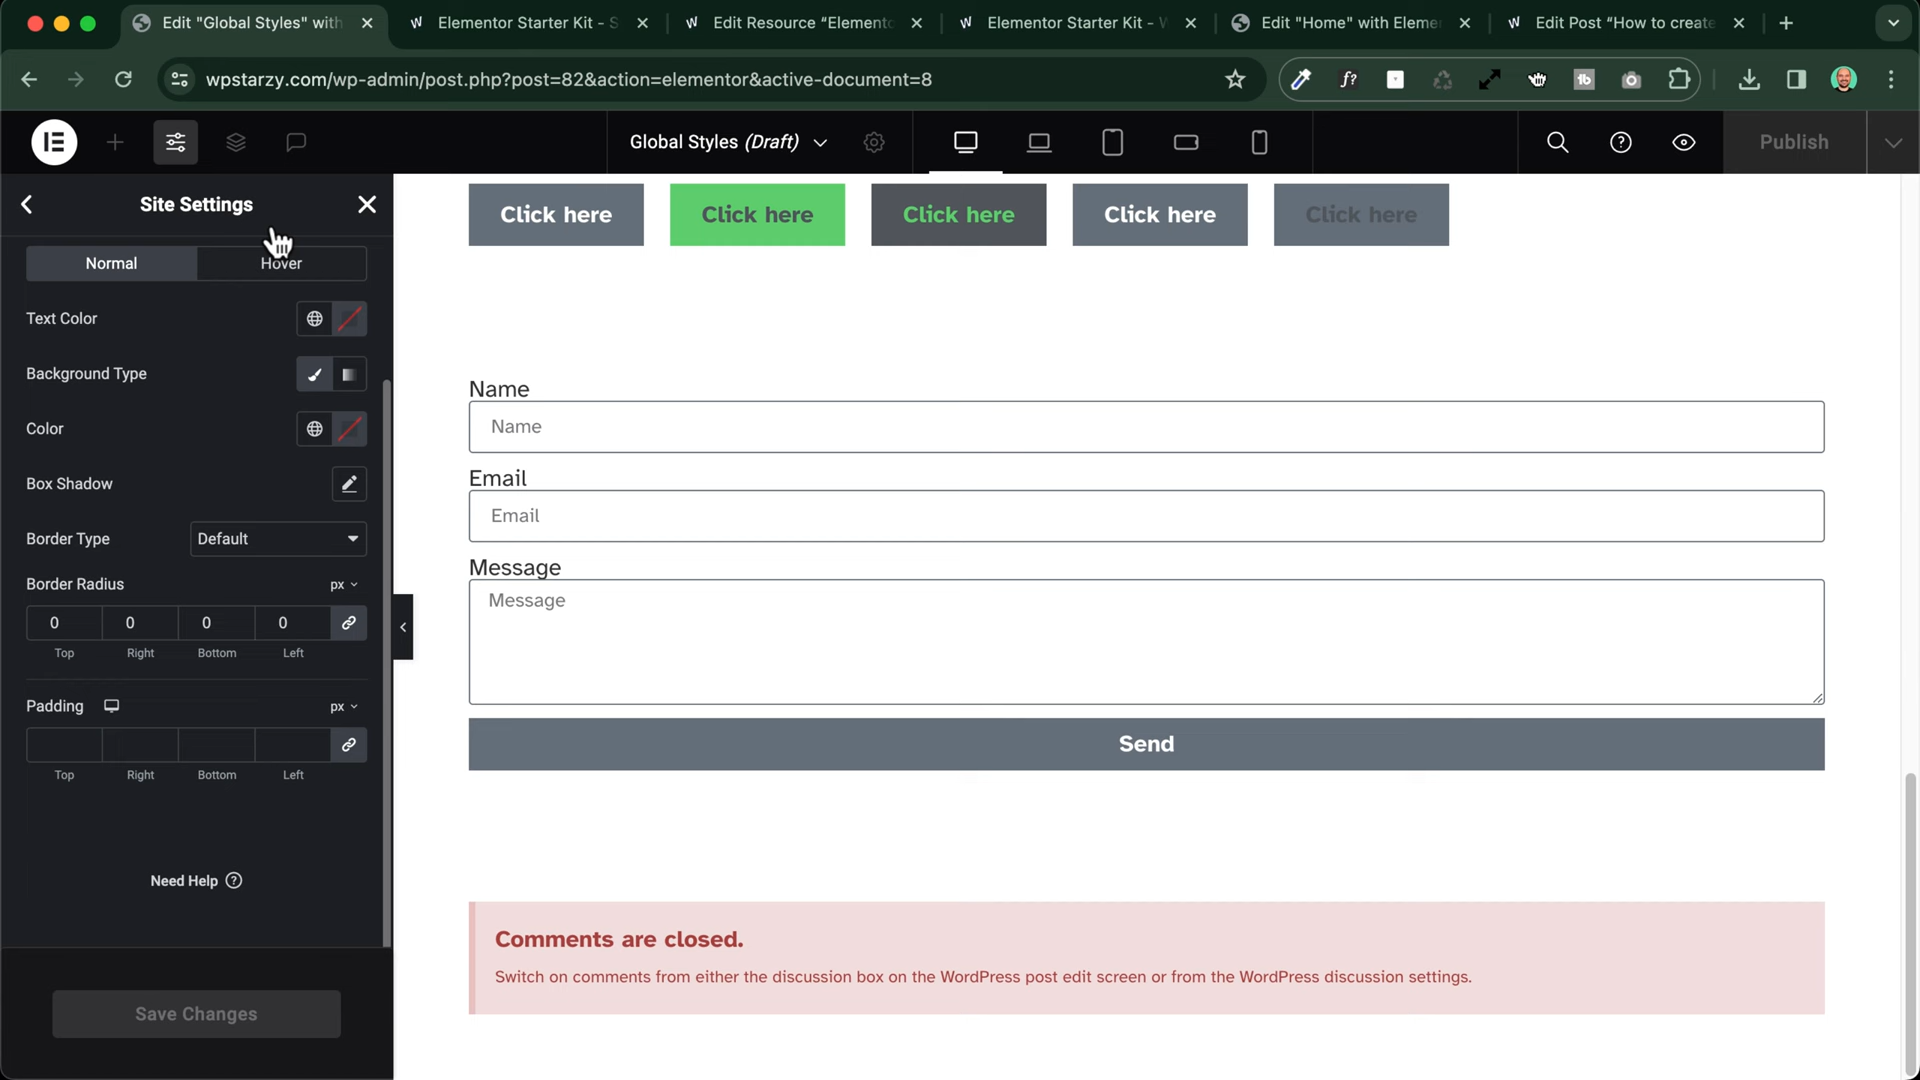 Edit "Global Styles" with
Elementor Starter Kit - S
Edit Resource “Elemento
Elementor Starter Kit - W
Edit "Home" with Eleme
Edit Post “How to create
wpstarzy.com/wp-admin/post.php?post=82&action=elementor&active-document=8
Global Styles (Draft)
Publish
Site Settings
Normal
Hover
Text Color
Background Type
Color
Box Shadow
Border Type
Default
Border Radius
px
0 0 0 0
Top Right Bottom Left
Padding
px
Top Right Bottom Left
Need Help
Save Changes
Click here
Click here
Click here
Click here
Click here
Name
Name
Email
Email
Message
Message
Send
Comments are closed.
Switch on comments from either the discussion box on the WordPress post edit screen or from the WordPress discussion settings.